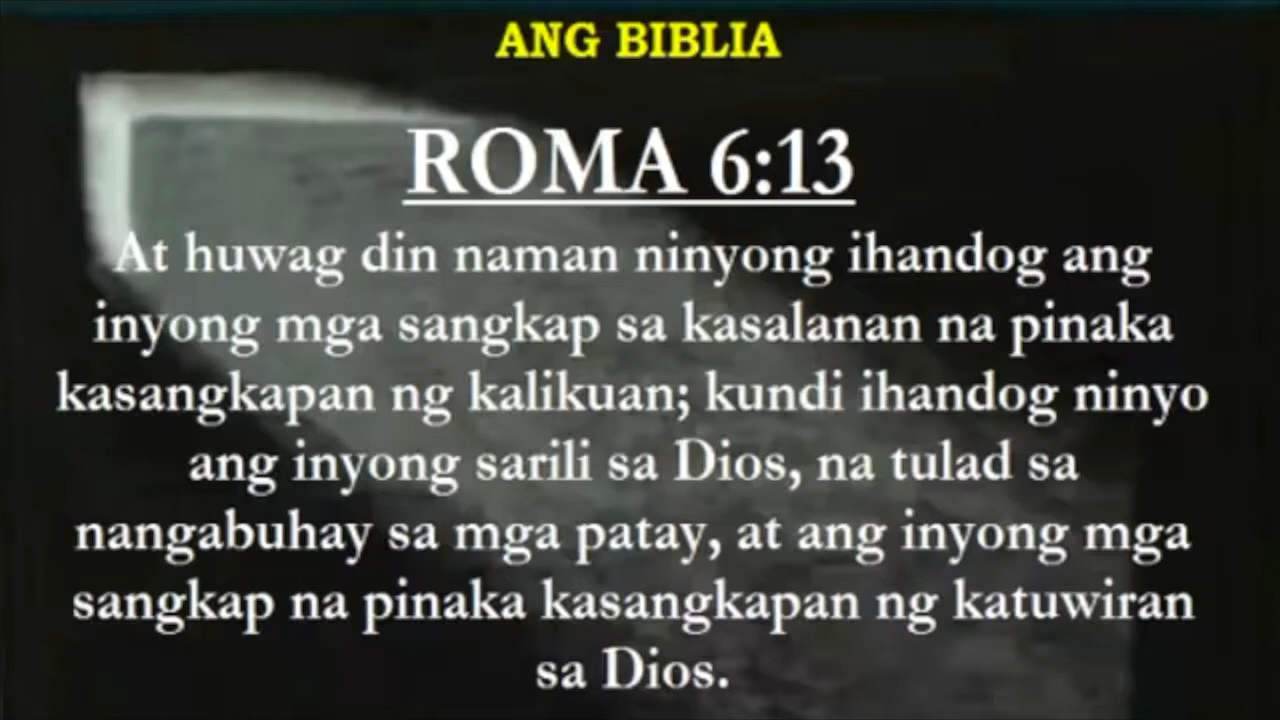 ANG BIBLIA
ROMA 6:13
At huwag din naman ninyong ihandog ang
inyong mga sangkap sa kasalanan na pinaka
kasangkapan ng kalikuan; kundi ihandog ninyo
ang inyong sarili sa Dios, na tulad sa
nangabuhay sa mga patay, at ang inyong mga
sangkap na pinaka kasangkapan ng katuwiran
sa Dios.